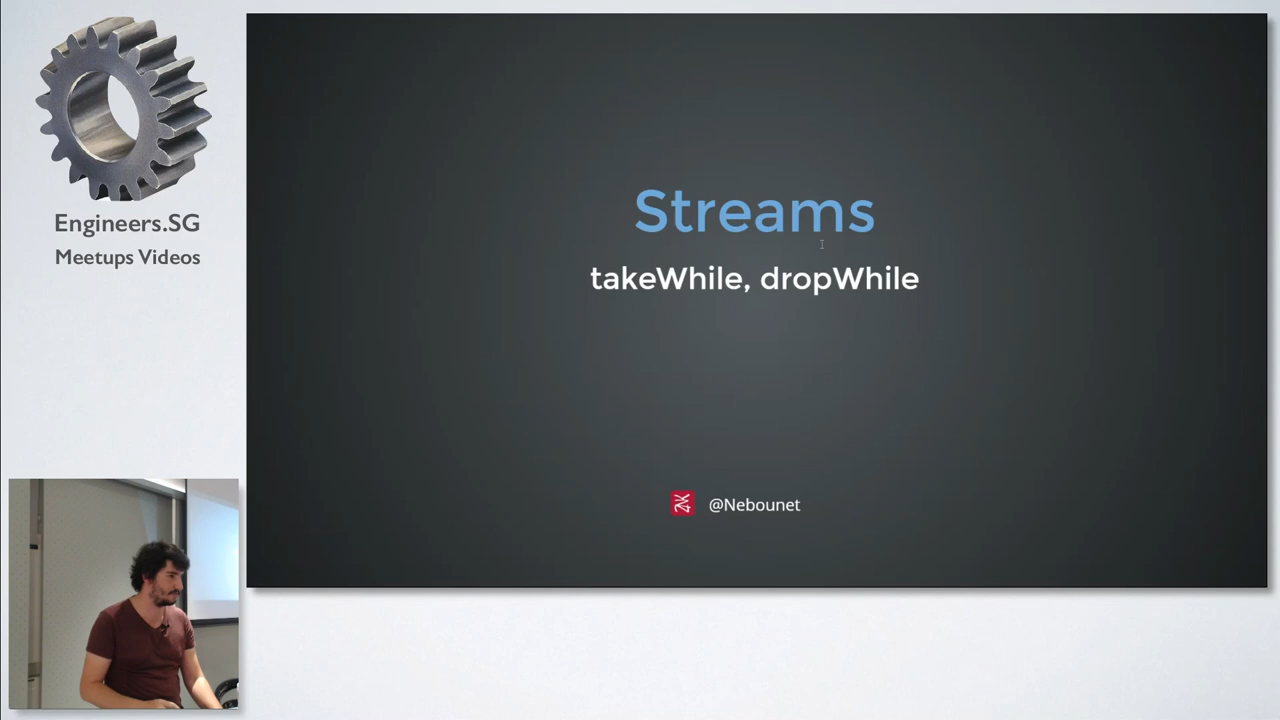 Engineers.SG
Meetups Videos
Streams
takeWhile, dropWhile
@Nebounet